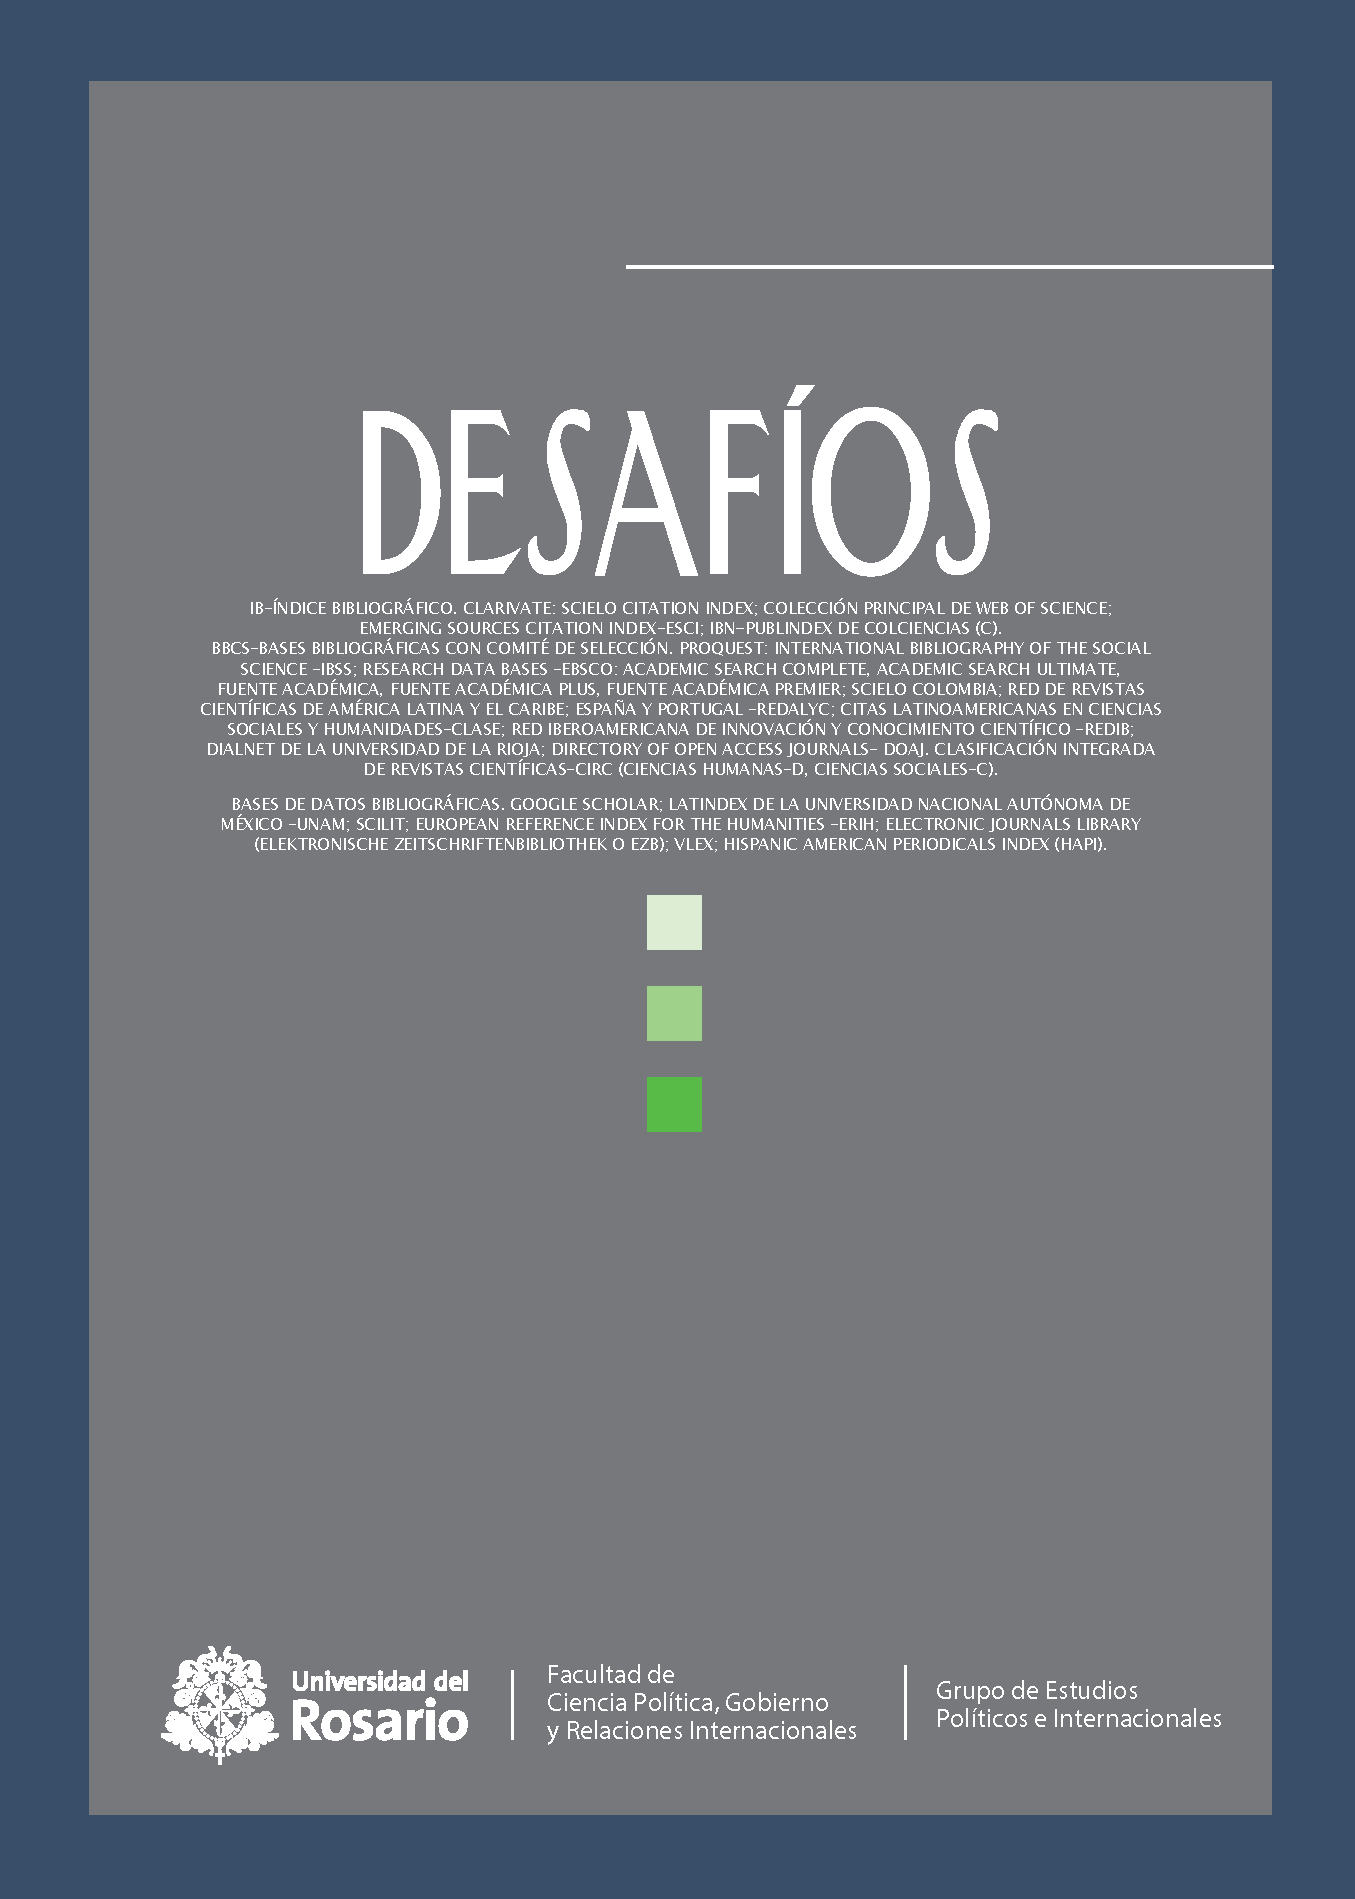 DESAFÍOS
IB-ÍNDICE BIBLIOGRÁFICO. CLARIVATE: SCIELO CITATION INDEX; COLECCIÓN PRINCIPAL DE WEB OF SCIENCE;
EMERGING SOURCES CITATION INDEX-ESCI; IBN-PUBLINDEX DE COLCIENCIAS (C).
BBCS-BASES BIBLIOGRÁFICAS CON COMITÉ DE SELECCIÓN. PROQUEST: INTERNATIONAL BIBLIOGRAPHY OF THE SOCIAL
SCIENCE -IBSS; RESEARCH DATA BASES -EBSCO: ACADEMIC SEARCH COMPLETE, ACADEMIC SEARCH ULTIMATE,
FUENTE ACADÉMICA, FUENTE ACADÉMICA PLUS, FUENTE ACADÉMICA PREMIER; SCIELO COLOMBIA; RED DE REVISTAS
CIENTÍFICAS DE AMÉRICA LATINA Y EL CARIBE; ESPAÑA Y PORTUGAL -REDALYC; CITAS LATINOAMERICANAS EN CIENCIAS
SOCIALES Y HUMANIDADES-CLASE; RED IBEROAMERICANA DE INNOVACIÓN Y CONOCIMIENTO CIENTÍFICO -REDIB;
DIALNET DE LA UNIVERSIDAD DE LA RIOJA; DIRECTORY OF OPEN ACCESS JOURNALS- DOAJ. CLASIFICACIÓN INTEGRADA
DE REVISTAS CIENTÍFICAS-CIRC (CIENCIAS HUMANAS-D, CIENCIAS SOCIALES-C).
BASES DE DATOS BIBLIOGRÁFICAS. GOOGLE SCHOLAR; LATINDEX DE LA UNIVERSIDAD NACIONAL AUTÓNOMA DE
MÉXICO -UNAM; SCILIT; EUROPEAN REFERENCE INDEX FOR THE HUMANITIES -ERIH; ELECTRONIC JOURNALS LIBRARY
(ELEKTRONISCHE ZEITSCHRIFTENBIBLIOTHEK O EZB); VLEX; HISPANIC AMERICAN PERIODICALS INDEX (HAPI).
Universidad del
Rosario
Facultad de
Ciencia Política, Gobierno
y Relaciones Internacionales
Grupo de Estudios
Políticos e Internacionales